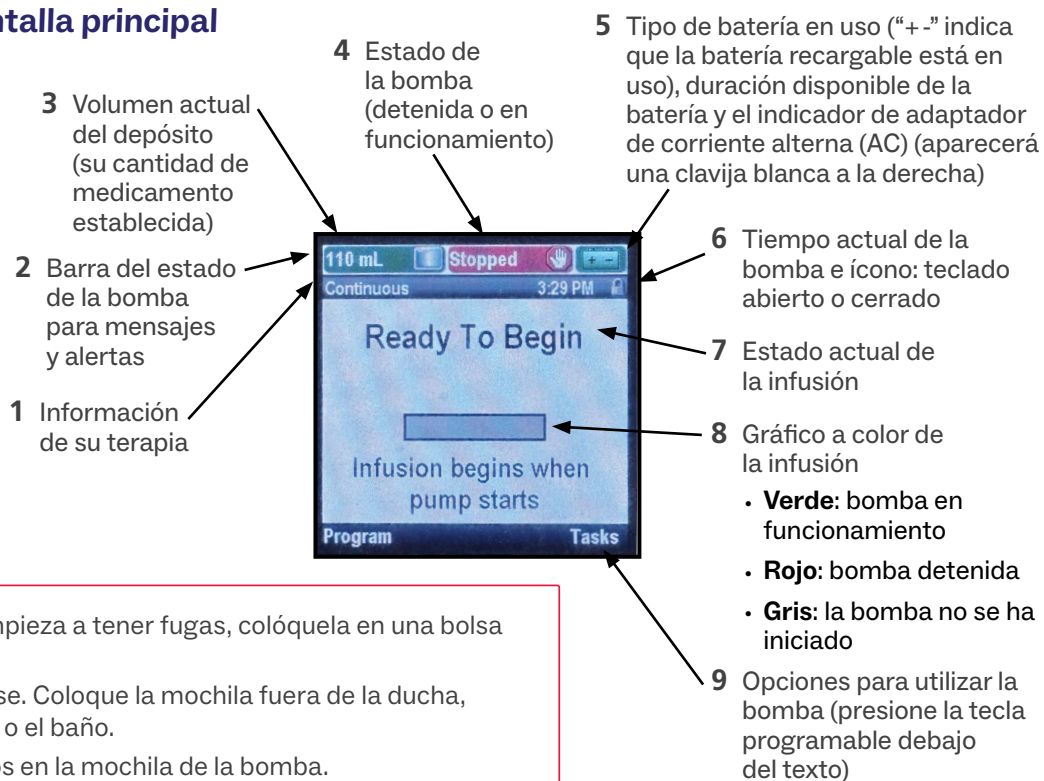 ntalla principal
5 Tipo de batería en uso (“+ -” indica
que la batería recargable está en
uso), duración disponible de la
batería y el indicador de adaptador
de corriente alterna (AC) (aparecerá
una clavija blanca a la derecha)
4 Estado de
la bomba
(detenida o en
funcionamiento)
3 Volumen actual
del depósito
(su cantidad de
medicamento
establecida)
2 Barra del estado
de la bomba
para mensajes
y alertas
1 Información
de su terapia
110 mL Stopped + -
Continuous 3:29 PM
Ready To Begin
Infusion begins when
pump starts
Program Tasks
6 Tiempo actual de la
bomba e ícono: teclado
abierto o cerrado
7 Estado actual de
la infusión
8 Gráfico a color de
la infusión
• Verde: bomba en
funcionamiento
• Rojo: bomba detenida
• Gris: la bomba no se ha
iniciado
9 Opciones para utilizar la
bomba (presione la tecla
programable debajo
del texto)
pieza a tener fugas, colóquela en una bolsa
se. Coloque la mochila fuera de la ducha,
o el baño.
s en la mochila de la bomba.